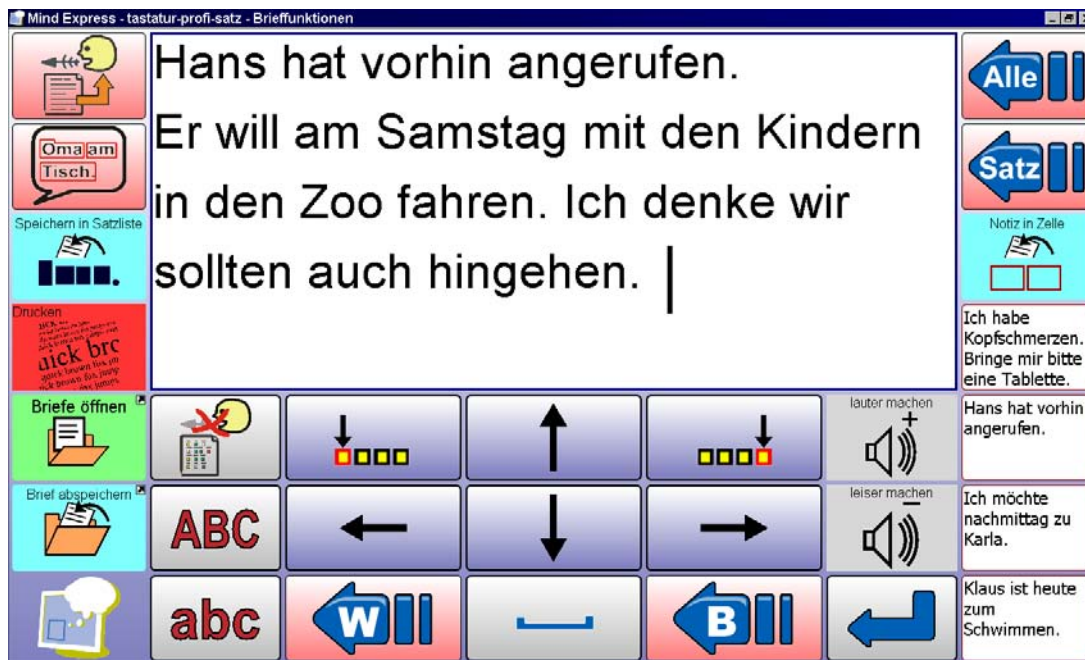 Mind Express - tastatur-profi-satz - Brieffunktionen
Hans hat vorhin angerufen.
Er will am Samstag mit den Kindern
in den Zoo fahren. Ich denke wir
sollten auch hingehen.
Oma am
Tisch.
Speichern in Satzliste
Drucken
uick bro
Briefe öffnen
Brief abspeichern
ABC
abc
W
B
lauter machen
+
leiser machen
−
Alle
Satz
Notiz in Zelle
Ich habe
Kopfschmerzen.
Bringe mir bitte
eine Tablette.
Hans hat vorhin
angerufen.
Ich möchte
nachmittag zu
Karla.
Klaus ist heute
zum
Schwimmen.